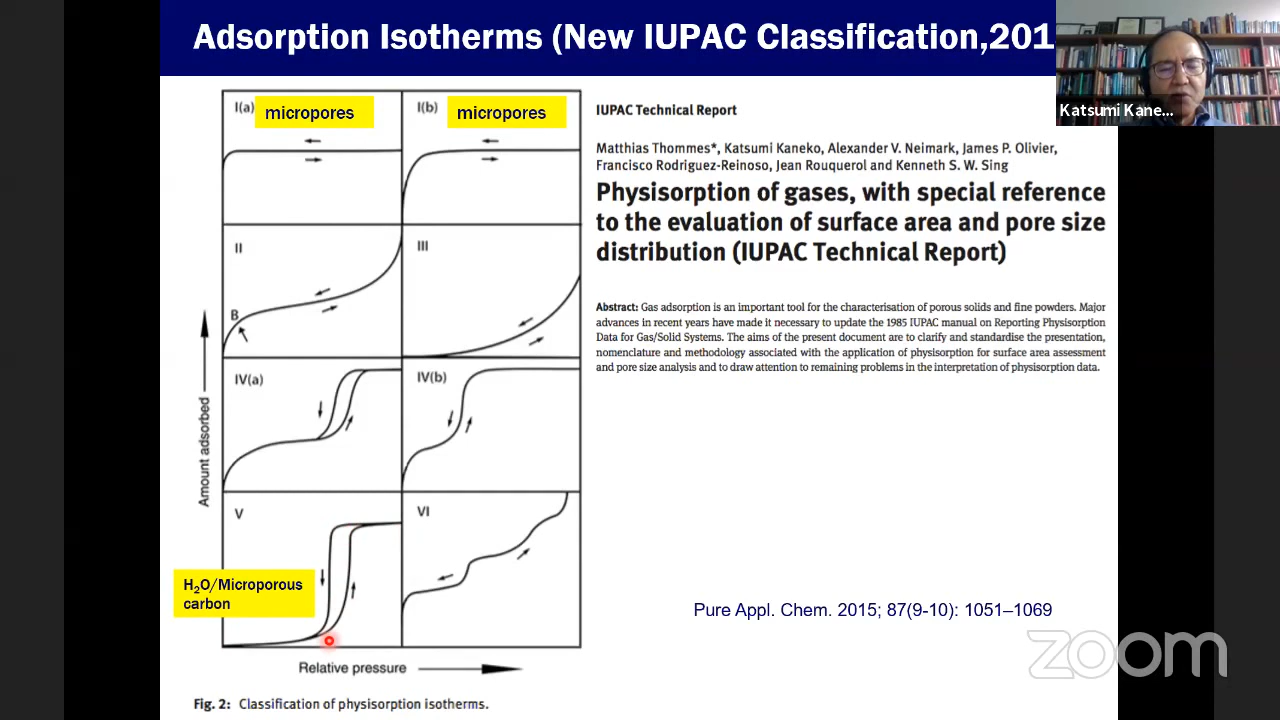 Adsorption Isotherms (New IUPAC Classification,201
Katsumi Kane...
I(a)
micropores
I(b)
micropores
II
B
III
IV(a)
IV(b)
V
VI
H₂O/Microporous
carbon
Amount adsorbed
Relative pressure
Fig. 2: Classification of physisorption isotherms.
IUPAC Technical Report
Matthias Thommes*, Katsumi Kaneko, Alexander V. Neimark, James P. Olivier,
Francisco Rodriguez-Reinoso, Jean Rouquerol and Kenneth S. W. Sing
Physisorption of gases, with special reference
to the evaluation of surface area and pore size
distribution (IUPAC Technical Report)
Abstract: Gas adsorption is an important tool for the characterisation of porous solids and fine powders. Major
advances in recent years have made it necessary to update the 1985 IUPAC manual on Reporting Physisorption
Data for Gas/Solid Systems. The aims of the present document are to clarify and standardise the presentation,
nomenclature and methodology associated with the application of physisorption for surface area assessment
and pore size analysis and to draw attention to remaining problems in the interpretation of physisorption data.
Pure Appl. Chem. 2015; 87(9-10): 1051–1069
zoom